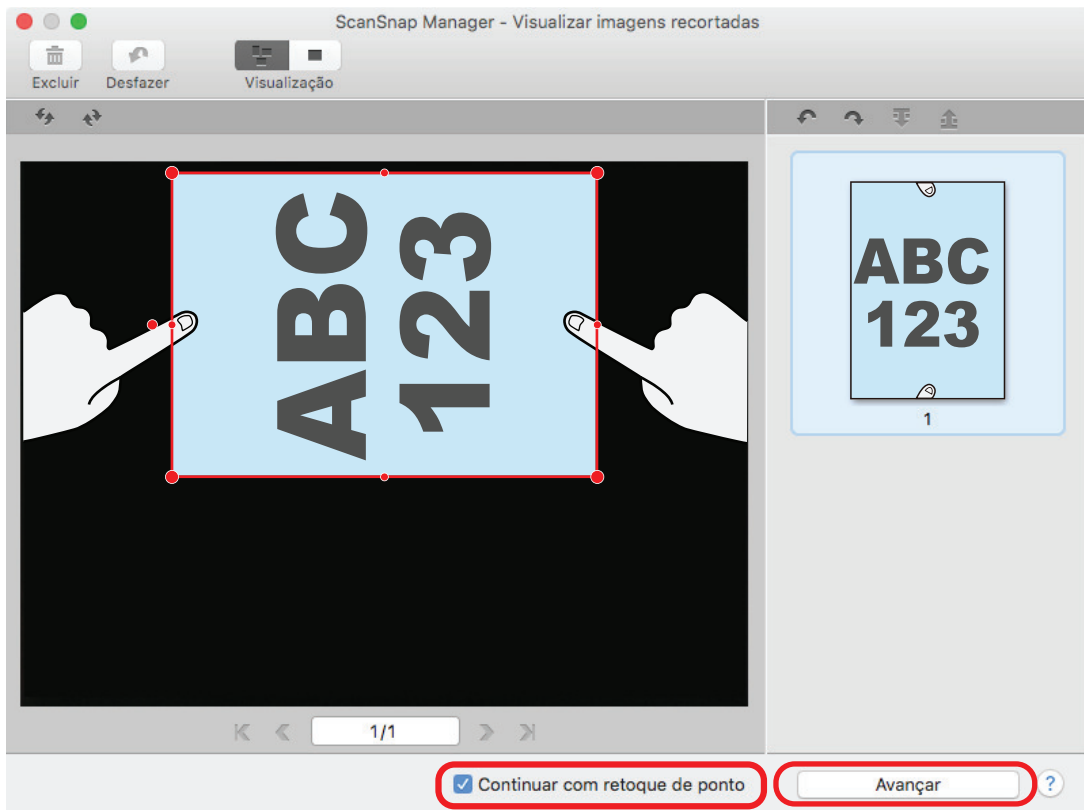 ScanSnap Manager - Visualizar imagens recortadas
Excluir Desfazer Visualização
ABC
123
1/1
ABC
123
1
Continuar com retoque de ponto Avançar ?